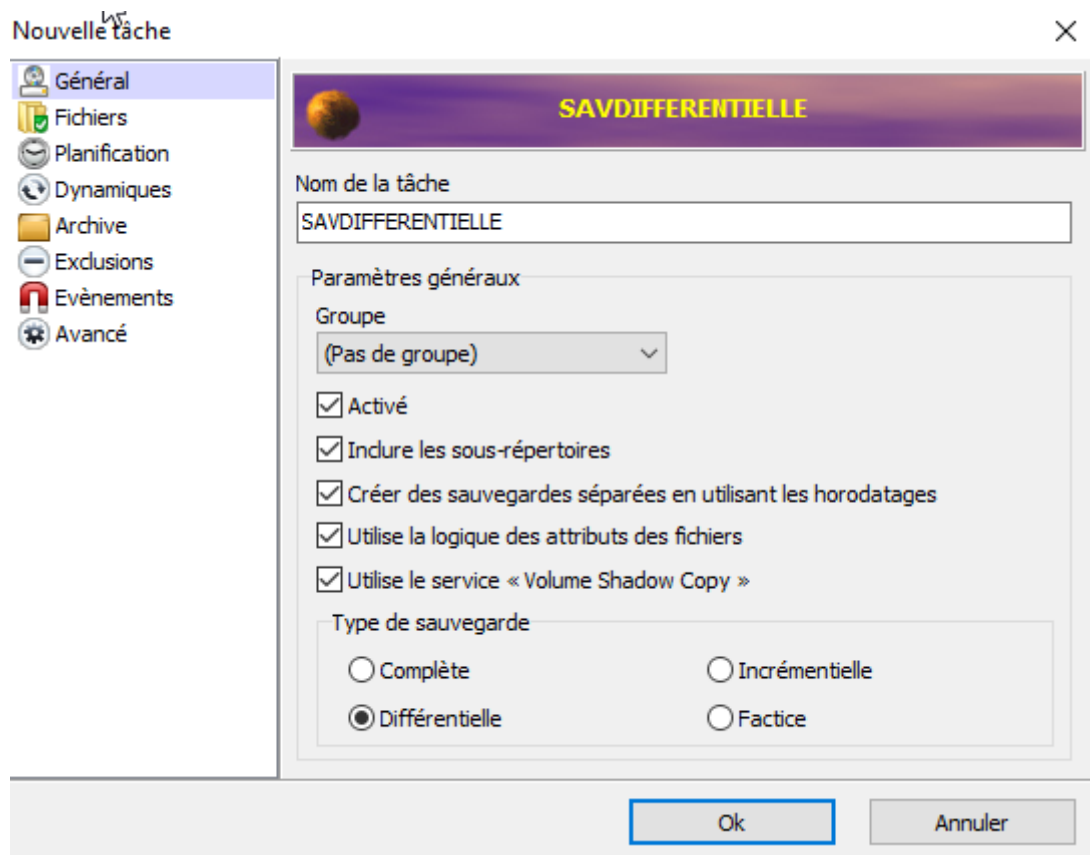 Nouvelle tâche
Général
Fichiers
Planification
Dynamiques
Archive
Exclusions
Evènements
Avancé
SAVDIFFERENTIELLE
Nom de la tâche
SAVDIFFERENTIELLE
Paramètres généraux
Groupe
(Pas de groupe)
Activé
Inclure les sous-répertoires
Créer des sauvegardes séparées en utilisant les horodatages
Utilise la logique des attributs des fichiers
Utilise le service « Volume Shadow Copy »
Type de sauvegarde
Complète Incrémentielle
Différentielle Factice
Ok Annuler